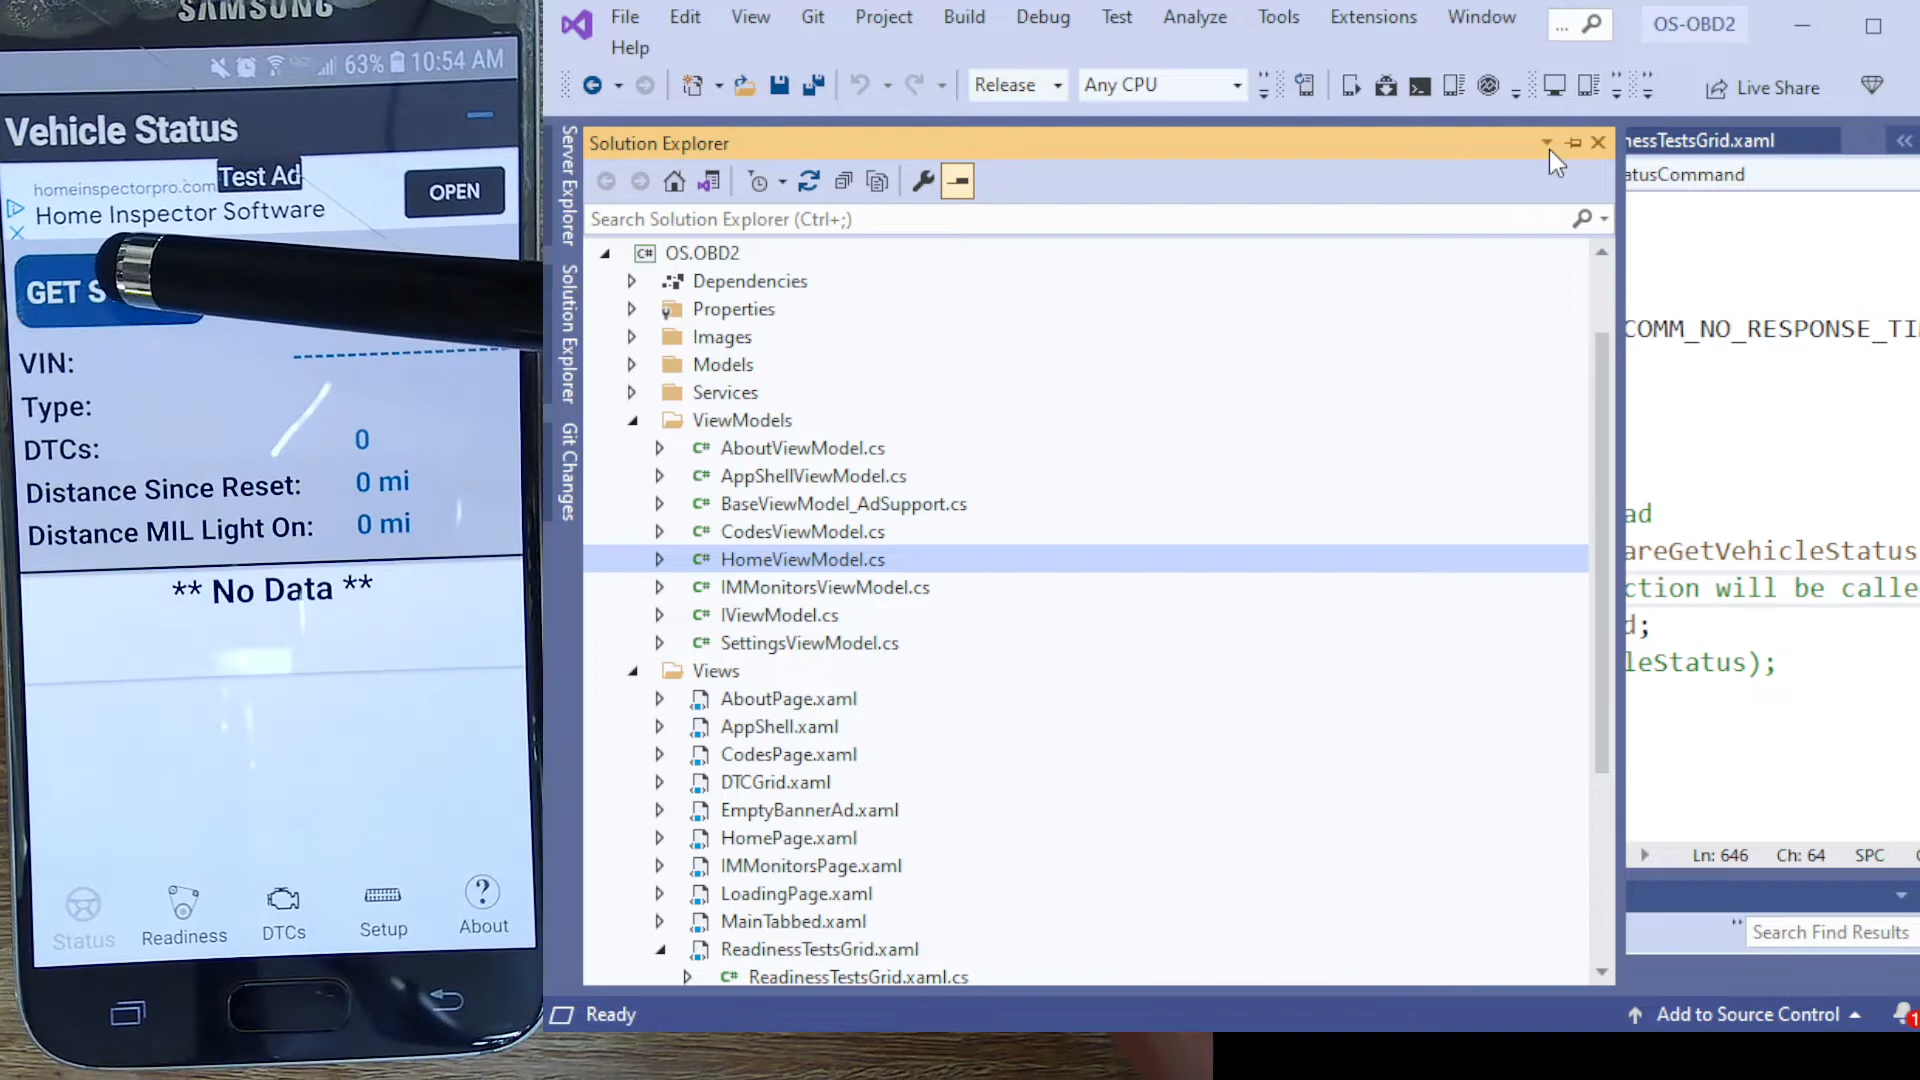 SAMSUNG
63% 10:54 AM
Vehicle Status
Test Ad
homeinspectorpro.com
Home Inspector Software
OPEN
GET S
VIN:
-----------------------
Type:
DTCs: 0
Distance Since Reset: 0 mi
Distance MIL Light On: 0 mi
** No Data **
Status
Readiness
DTCs
Setup
About
File Edit View Git Project Build Debug Test Analyze Tools Extensions Window
Help
...
OS-OBD2
Release
Any CPU
Live Share
Server Explorer
Solution Explorer
Git Changes
Solution Explorer
Search Solution Explorer (Ctrl+;)
C# OS.OBD2
Dependencies
Properties
Images
Models
Services
ViewModels
C# AboutViewModel.cs
C# AppShellViewModel.cs
C# BaseViewModel_AdSupport.cs
C# CodesViewModel.cs
C# HomeViewModel.cs
C# IMMonitorsViewModel.cs
C# IViewModel.cs
C# SettingsViewModel.cs
Views
AboutPage.xaml
AppShell.xaml
CodesPage.xaml
DTCGrid.xaml
EmptyBannerAd.xaml
HomePage.xaml
IMMonitorsPage.xaml
LoadingPage.xaml
MainTabbed.xaml
ReadinessTestsGrid.xaml
C# ReadinessTestsGrid.xaml.cs
nessTestsGrid.xaml
atusCommand
COMM_NO_RESPONSE_TI
ad
areGetVehicleStatus
ction will be calle
d;
leStatus);
Ln: 646 Ch: 64 SPC
Search Find Results
Ready
Add to Source Control
1